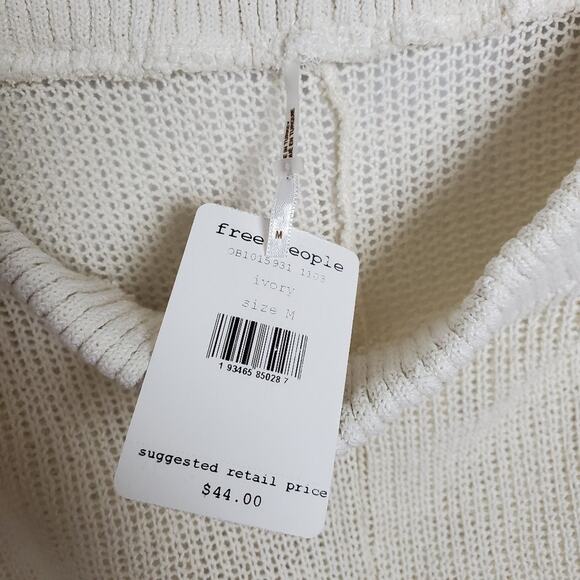 M
free people
OB1015931 1103
ivory
size M
1 93465 85028 7
suggested retail price
$44.00